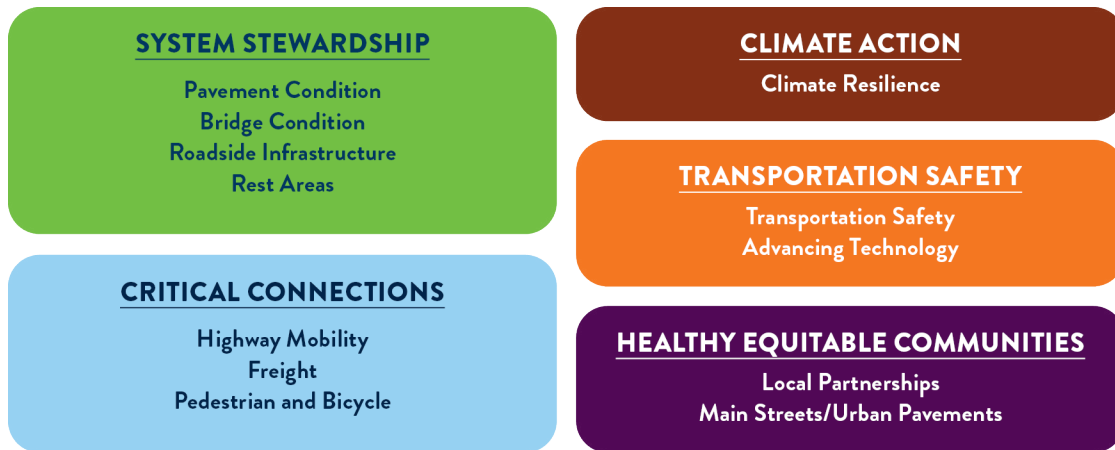 SYSTEM STEWARDSHIP
Pavement Condition
Bridge Condition
Roadside Infrastructure
Rest Areas
CRITICAL CONNECTIONS
Highway Mobility
Freight
Pedestrian and Bicycle
CLIMATE ACTION
Climate Resilience
TRANSPORTATION SAFETY
Transportation Safety
Advancing Technology
HEALTHY EQUITABLE COMMUNITIES
Local Partnerships
Main Streets/Urban Pavements